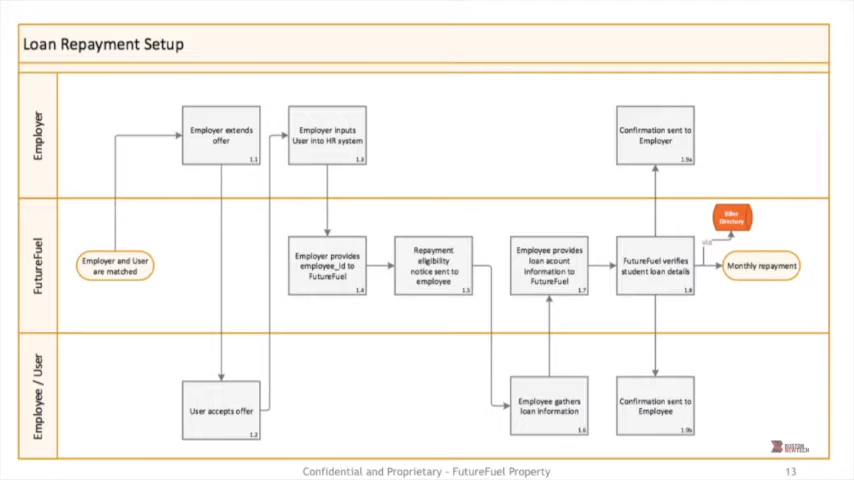 Loan Repayment Setup
Employer
Employer extends
offer
1.1
Employer inputs
User into HR system
1.3
Confirmation sent to
Employer
1.9a
FutureFuel
Employer and User
are matched
Employer provides
employee_id to
FutureFuel
1.4
Repayment
eligibility
notice sent to
employee
1.5
Employee provides
loan acount
information to
FutureFuel
1.7
FutureFuel verifies
student loan details
1.8
via
Biller
Directory
Monthly repayment
Employee / User
User accepts offer
1.2
Employee gathers
loan information
1.6
Confirmation sent to
Employee
1.9b
BOSTON
NEWTECH
Confidential and Proprietary - FutureFuel Property
13